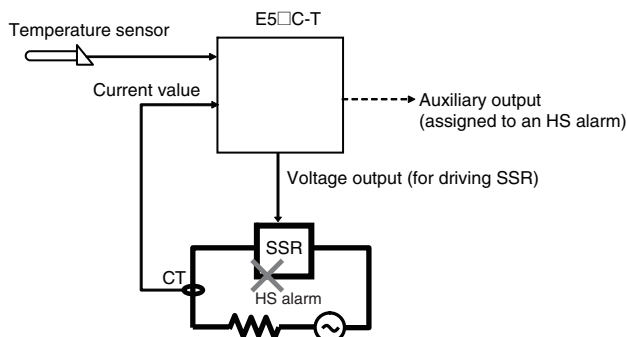 E5□C-T
Temperature sensor
Current value
Auxiliary output
(assigned to an HS alarm)
Voltage output (for driving SSR)
SSR
CT
HS alarm